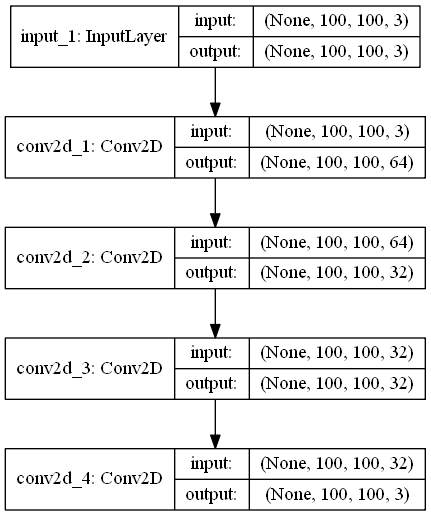 input_1: InputLayer
input: (None, 100, 100, 3)
output: (None, 100, 100, 3)
conv2d_1: Conv2D
input: (None, 100, 100, 3)
output: (None, 100, 100, 64)
conv2d_2: Conv2D
input: (None, 100, 100, 64)
output: (None, 100, 100, 32)
conv2d_3: Conv2D
input: (None, 100, 100, 32)
output: (None, 100, 100, 32)
conv2d_4: Conv2D
input: (None, 100, 100, 32)
output: (None, 100, 100, 3)